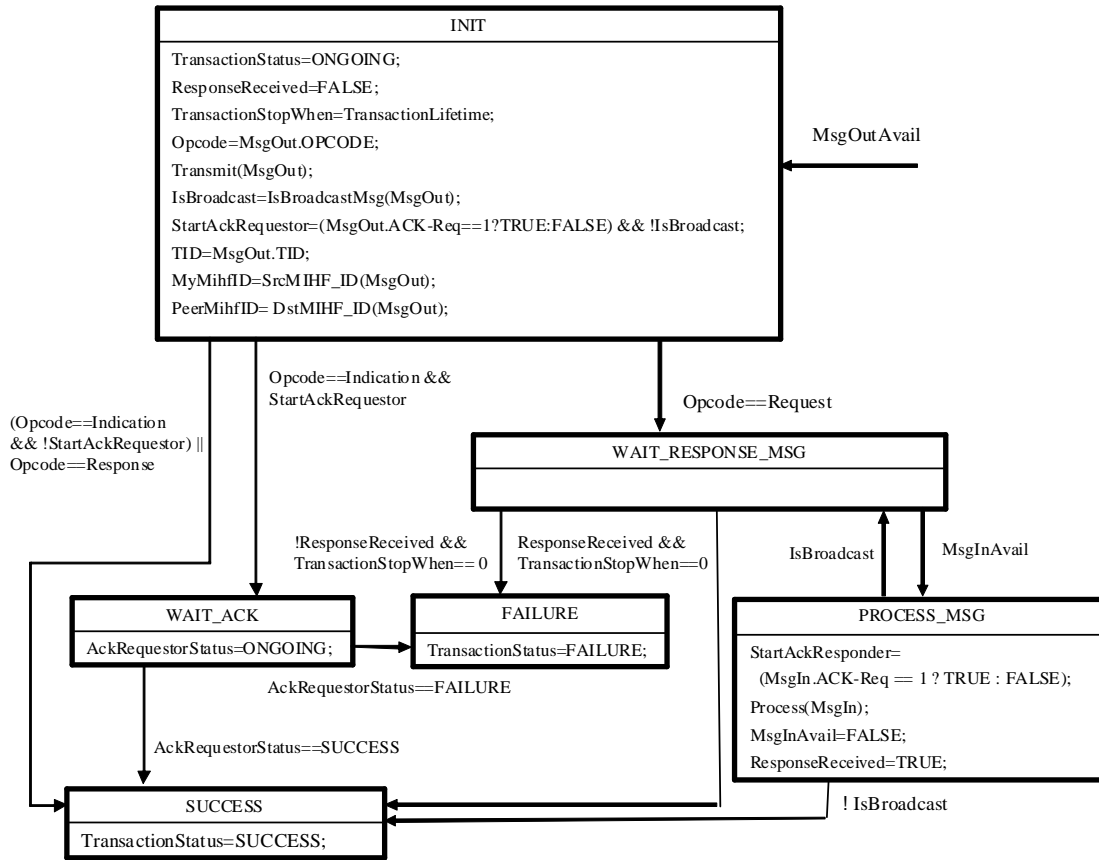 INIT
TransactionStatus=ONGOING;
ResponseReceived=FALSE;
TransactionStopWhen=TransactionLifetime;
Opcode=MsgOut.OPCODE;
Transmit(MsgOut);
IsBroadcast=IsBroadcastMsg(MsgOut);
StartAckRequestor=(MsgOut.ACK-Req==1?TRUE:FALSE) && !IsBroadcast;
TID=MsgOut.TID;
MyMihfID=SrcMIHF_ID(MsgOut);
PeerMihfID= DstMIHF_ID(MsgOut);
MsgOutAvail
(Opcode==Indication
&& !StartAckRequestor) ||
Opcode==Response
Opcode==Indication &&
StartAckRequestor
Opcode==Request
WAIT_RESPONSE_MSG
!ResponseReceived &&
TransactionStopWhen== 0
ResponseReceived &&
TransactionStopWhen==0
IsBroadcast
MsgInAvail
WAIT_ACK
AckRequestorStatus=ONGOING;
FAILURE
TransactionStatus=FAILURE;
PROCESS_MSG
StartAckResponder=
(MsgIn.ACK-Req == 1 ? TRUE : FALSE);
Process(MsgIn);
MsgInAvail=FALSE;
ResponseReceived=TRUE;
AckRequestorStatus==FAILURE
AckRequestorStatus==SUCCESS
! IsBroadcast
SUCCESS
TransactionStatus=SUCCESS;